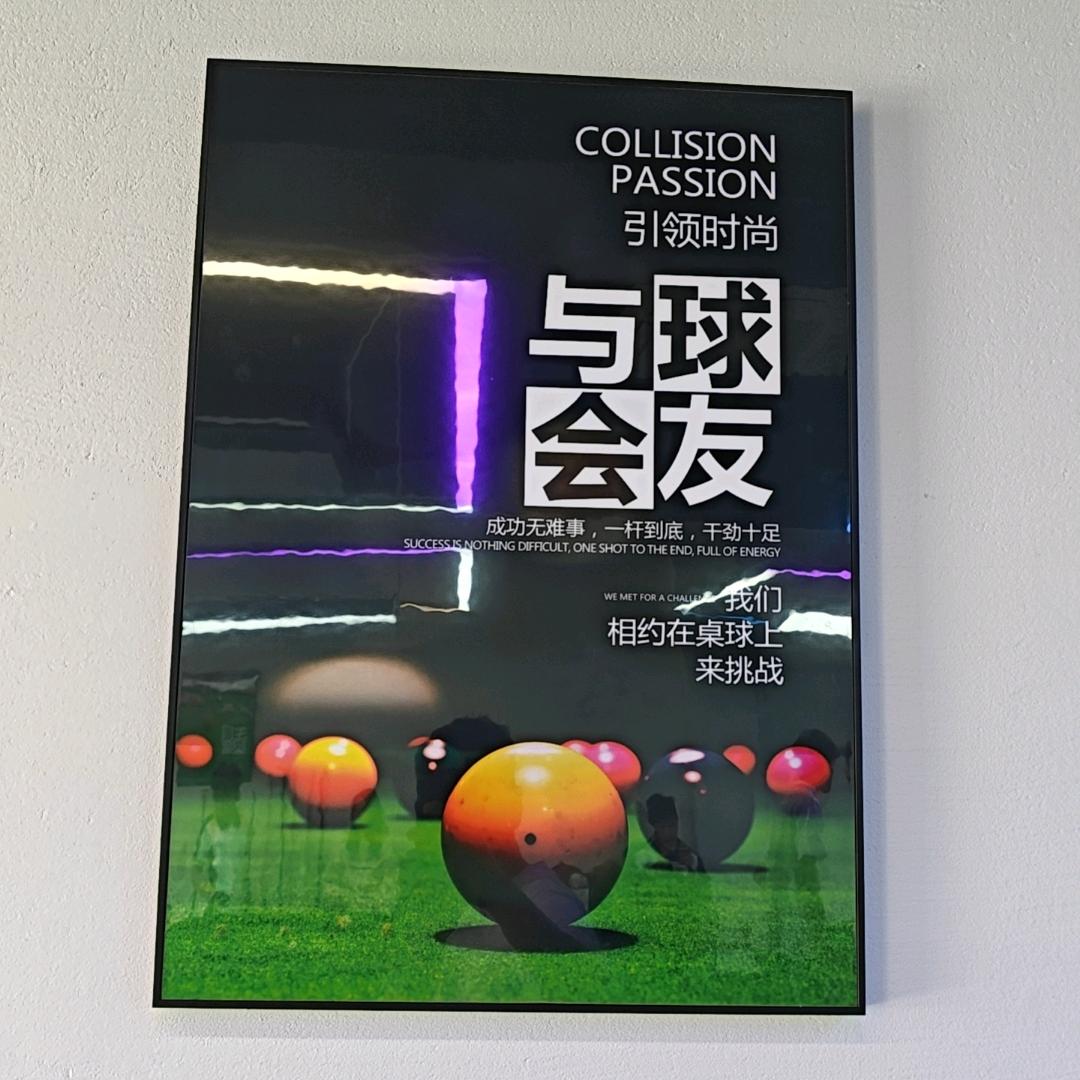 COLLISION
PASSION
引领时尚
与球
会友
成功无难事，一杆到底，干劲十足
SUCCESS IS NOTHING DIFFICULT, ONE SHOT TO THE END, FULL OF ENERGY
WE MET FOR A 我们
相约在桌球上
来挑战